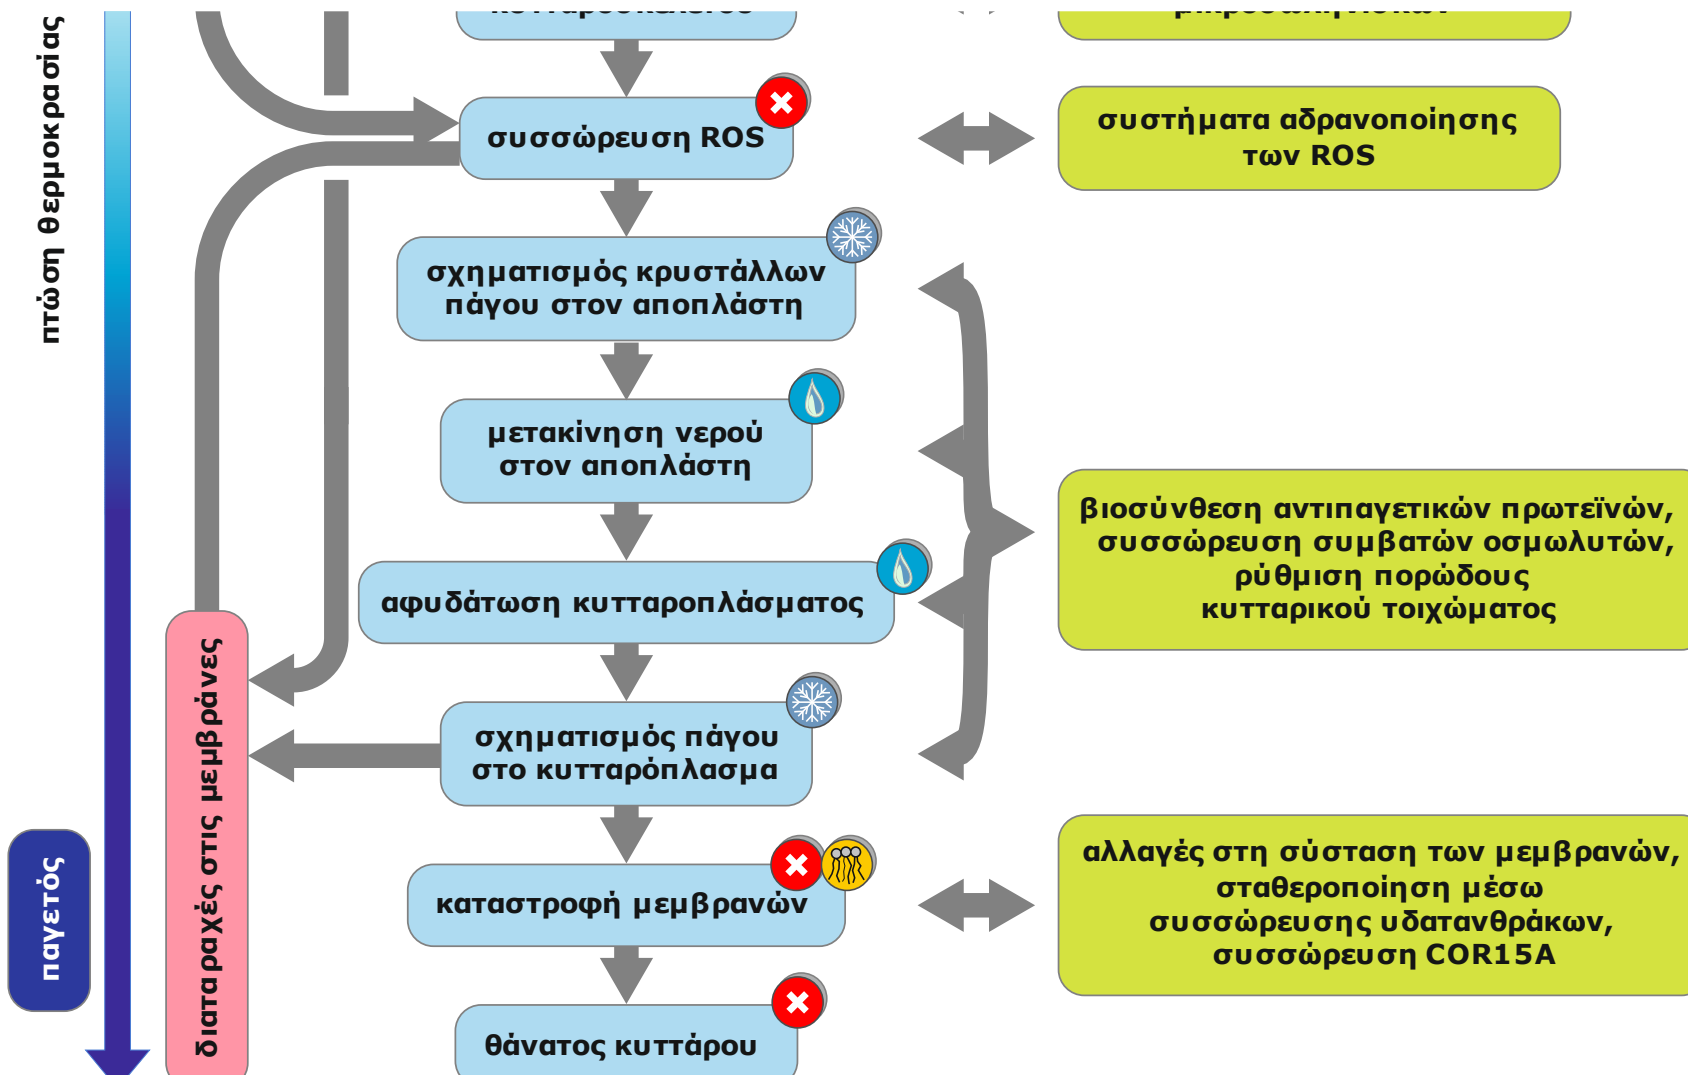 πτώση θερμοκρασίας
συσσώρευση ROS
συστήματα αδρανοποίησης
των ROS
σχηματισμός κρυστάλλων
πάγου στον αποπλάστη
μετακίνηση νερού
στον αποπλάστη
βιοσύνθεση αντιπαγετικών πρωτεϊνών,
συσσώρευση συμβατών οσμωλυτών,
ρύθμιση πορώδους
κυτταρικού τοιχώματος
αφυδάτωση κυτταροπλάσματος
διαταραχές στις μεμβράνες
σχηματισμός πάγου
στο κυτταρόπλασμα
παγετός
καταστροφή μεμβρανών
αλλαγές στη σύσταση των μεμβρανών,
σταθεροποίηση μέσω
συσσώρευσης υδατανθράκων,
συσσώρευση COR15A
θάνατος κυττάρου